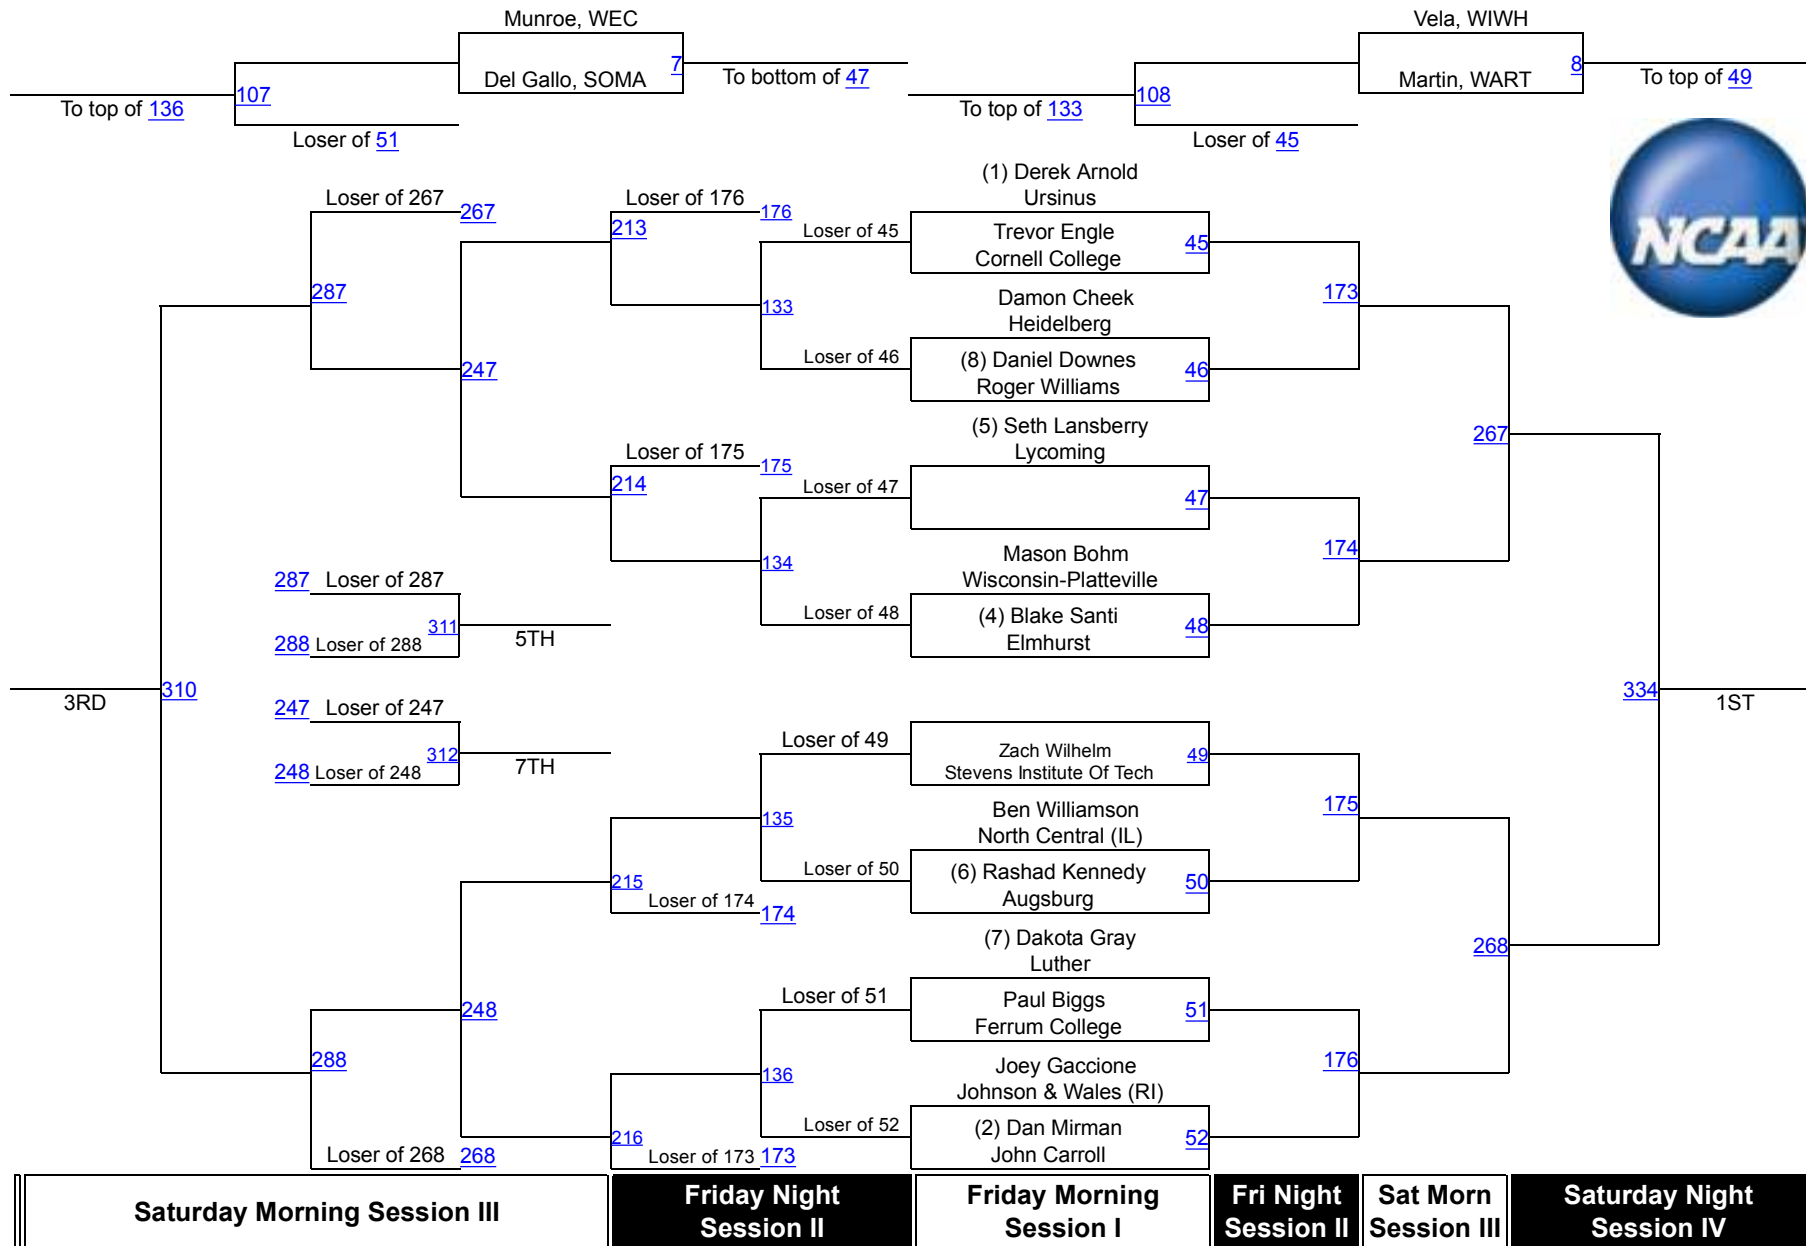 Munroe, WEC
Vela, WIWH
Del Gallo, SOMA
7
To bottom of 47
Martin, WART
8
To top of 49
107
To top of 136
108
To top of 133
Loser of 51
Loser of 45
NCAA
(1) Derek Arnold
Ursinus
Loser of 267
267
Loser of 176
176
213
Loser of 45
Trevor Engle
Cornell College
45
287
133
Damon Cheek
Heidelberg
173
247
Loser of 46
(8) Daniel Downes
Roger Williams
46
(5) Seth Lansberry
Lycoming
267
Loser of 175
175
214
Loser of 47
47
134
Mason Bohm
Wisconsin-Platteville
174
287
Loser of 287
Loser of 48
(4) Blake Santi
Elmhurst
48
311
5TH
288
Loser of 288
3RD
310
334
1ST
247
Loser of 247
312
7TH
248
Loser of 248
Loser of 49
Zach Wilhelm
Stevens Institute Of Tech
49
135
Ben Williamson
North Central (IL)
175
215
Loser of 50
(6) Rashad Kennedy
Augsburg
50
Loser of 174
174
(7) Dakota Gray
Luther
268
248
Loser of 51
Paul Biggs
Ferrum College
51
288
136
Joey Gaccione
Johnson & Wales (RI)
176
216
Loser of 52
(2) Dan Mirman
John Carroll
52
Loser of 268
268
Loser of 173
173
Saturday Morning Session III
Friday Night
Session II
Friday Morning
Session I
Fri Night
Session II
Sat Morn
Session III
Saturday Night
Session IV